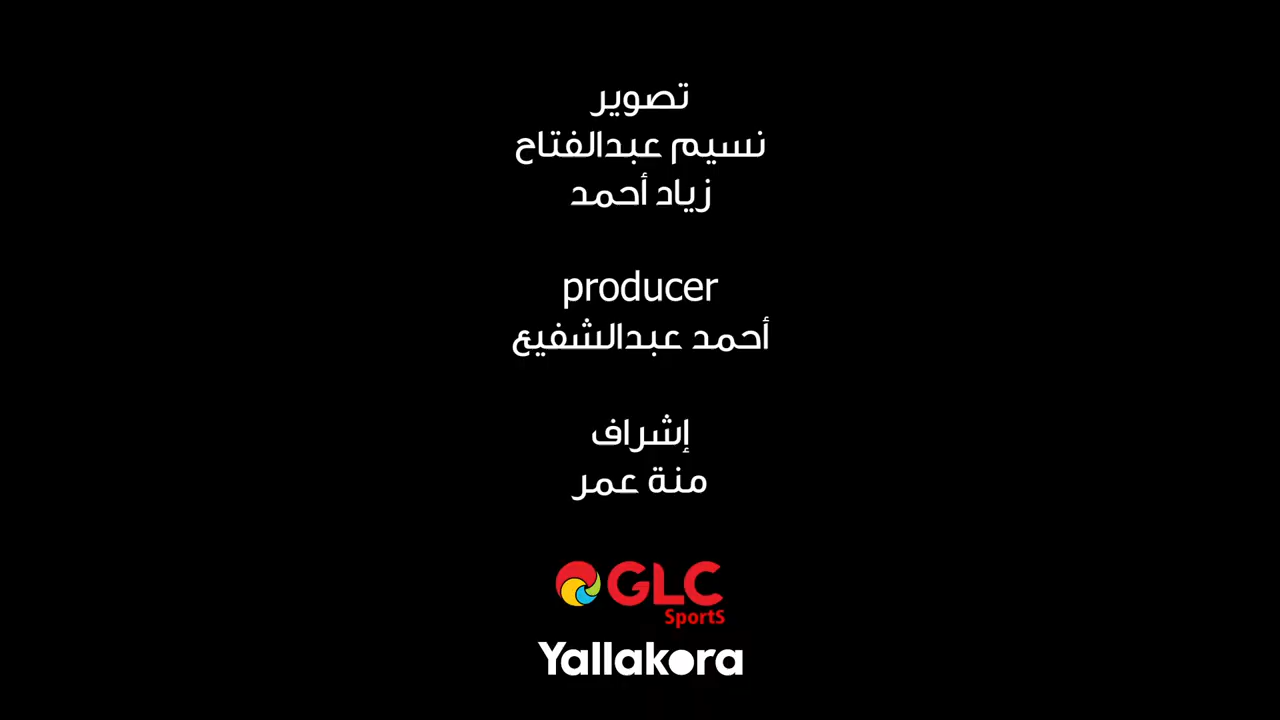 تصوير
نسيم عبدالفتاح
زياد أحمد
producer
أحمد عبدالشفيع
إشراف
منة عمر
GLC
Sports
Yallakora